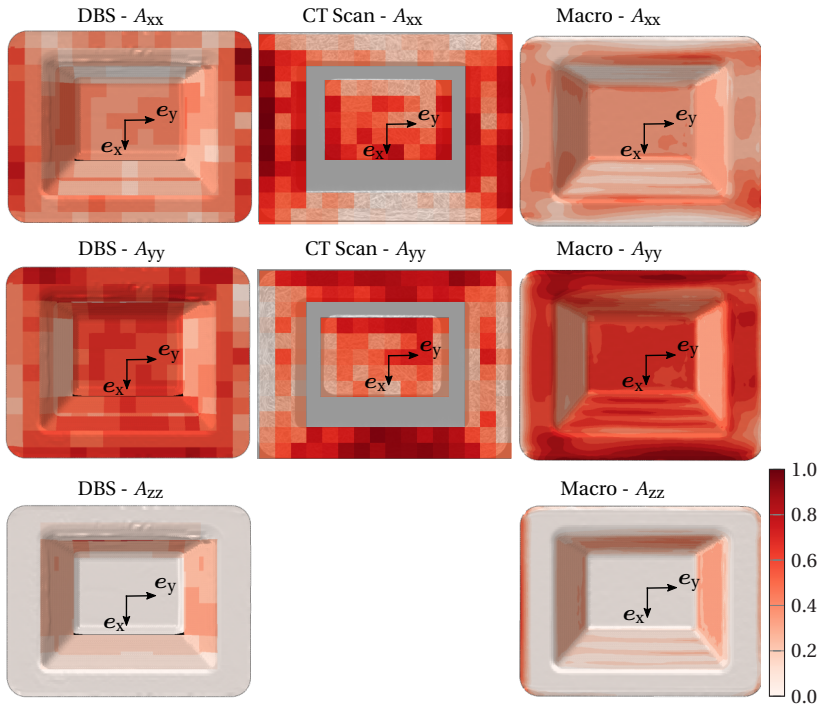 DBS - Axx
CT Scan - Axx
Macro - Axx
ey
ex
ey
ex
ey
ex
DBS - Ayy
CT Scan - Ayy
Macro - Ayy
ey
ex
ey
ex
ey
ex
DBS - Azz
Macro - Azz
ey
ex
ey
ex
1.0
0.8
0.6
0.4
0.2
0.0